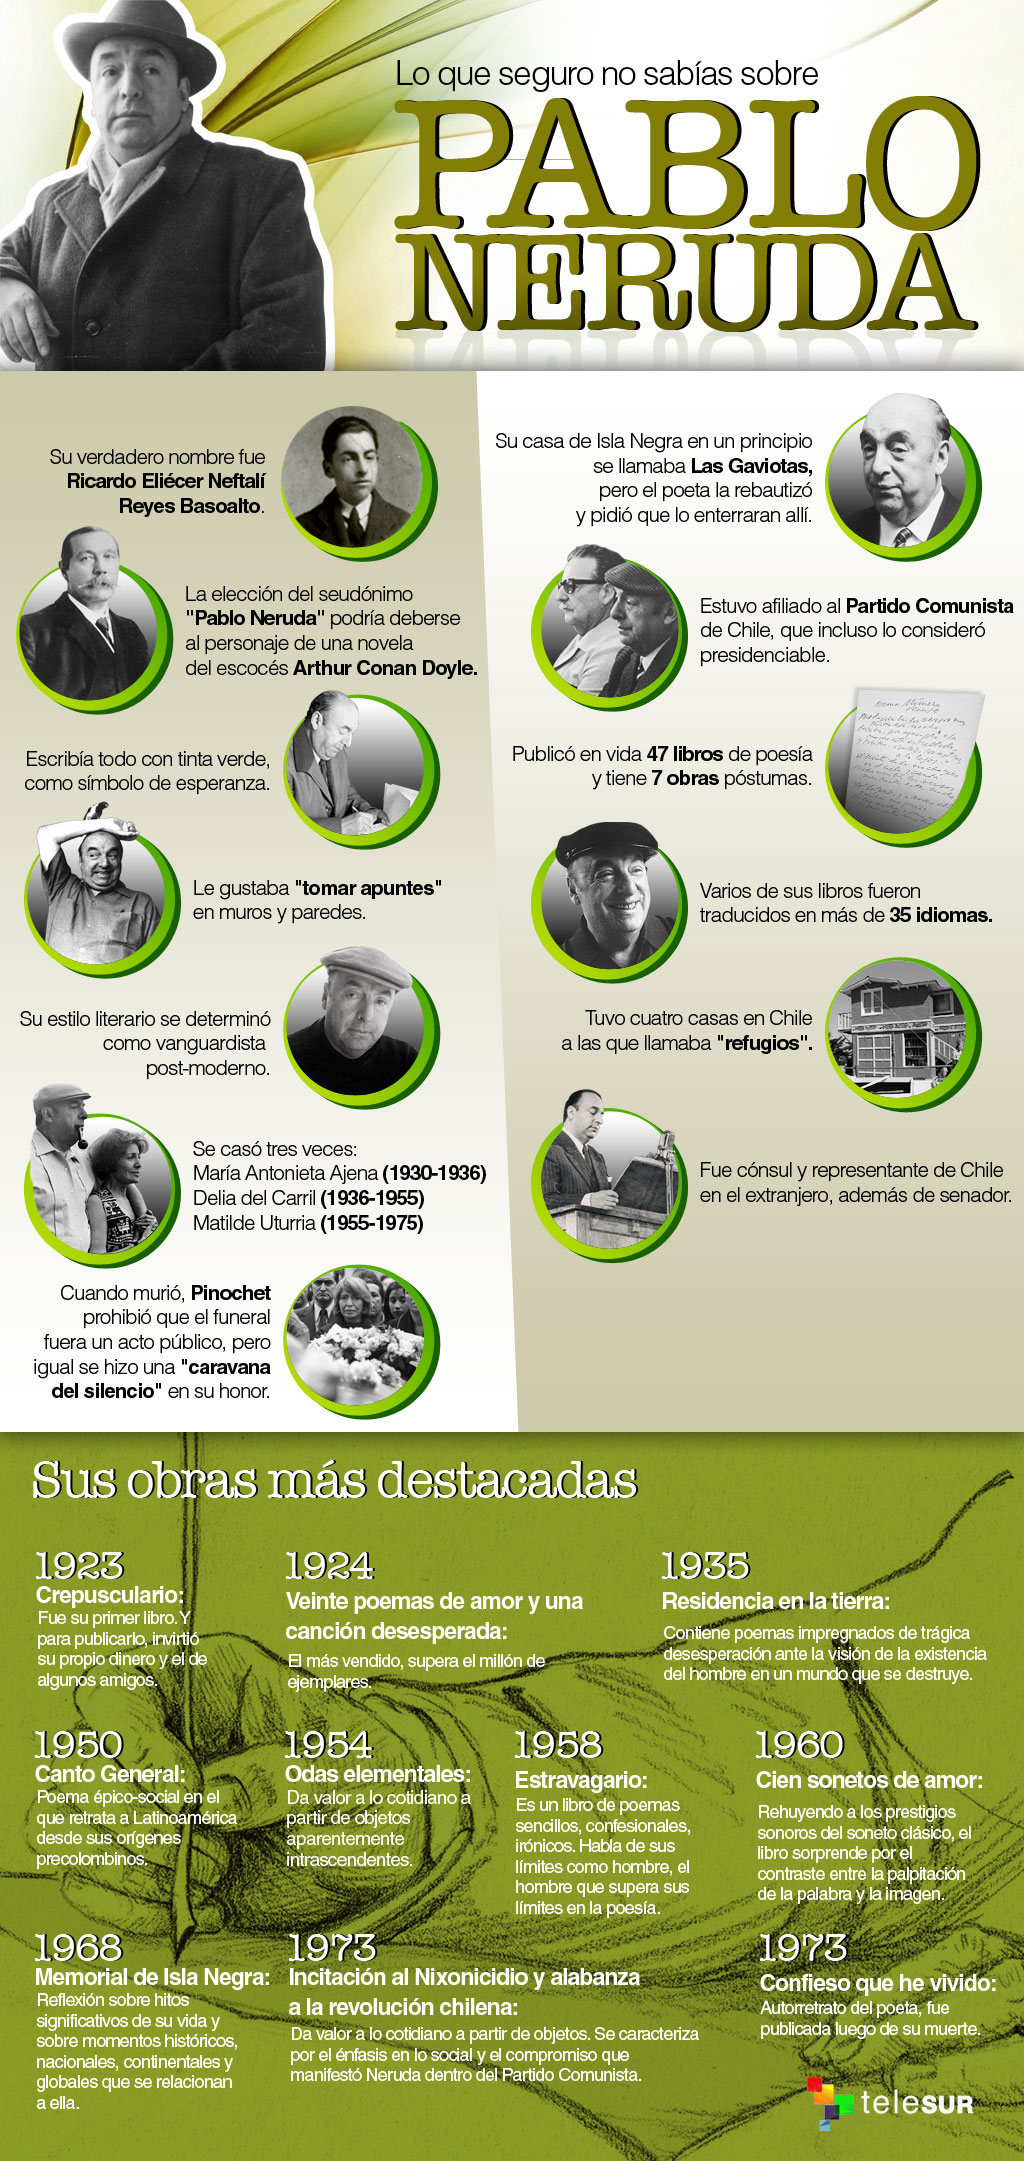 Lo que seguro no sabías sobre
PABLO
NERUDA
Su verdadero nombre fue
Ricardo Eliécer Neftalí
Reyes Basoalto.
La elección del seudónimo
"Pablo Neruda" podría deberse
al personaje de una novela
del escocés Arthur Conan Doyle.
Escribía todo con tinta verde,
como símbolo de esperanza.
Le gustaba "tomar apuntes"
en muros y paredes.
Su estilo literario se determinó
como vanguardista
post-moderno.
Se casó tres veces:
María Antonieta Ajena (1930-1936)
Delia del Carril (1936-1955)
Matilde Uturria (1955-1975)
Cuando murió, Pinochet
prohibió que el funeral
fuera un acto público, pero
igual se hizo una "caravana
del silencio" en su honor.
Su casa de Isla Negra en un principio
se llamaba Las Gaviotas,
pero el poeta la rebautizó
y pidió que lo enterraran allí.
Estuvo afiliado al Partido Comunista
de Chile, que incluso lo consideró
presidenciable.
Publicó en vida 47 libros de poesía
y tiene 7 obras póstumas.
Varios de sus libros fueron
traducidos en más de 35 idiomas.
Tuvo cuatro casas en Chile
a las que llamaba "refugios".
Fue cónsul y representante de Chile
en el extranjero, además de senador.
Sus obras más destacadas
1923
Crepusculario:
Fue su primer libro. Y
para publicarlo, invirtió
su propio dinero y el de
algunos amigos.
1924
Veinte poemas de amor y una
canción desesperada:
El más vendido, supera el millón de
ejemplares.
1935
Residencia en la tierra:
Contiene poemas impregnados de trágica
desesperación ante la visión de la existencia
del hombre en un mundo que se destruye.
1950
Canto General:
Poema épico-social en el
que retrata a Latinoamérica
desde sus orígenes
precolombinos.
1954
Odas elementales:
Da valor a lo cotidiano a
partir de objetos
aparentemente
intrascendentes.
1958
Estravagario:
Es un libro de poemas
sencillos, confesionales,
irónicos. Habla de sus
límites como hombre, el
hombre que supera sus
límites en la poesía.
1960
Cien sonetos de amor:
Rehuyendo a los prestigios
sonoros del soneto clásico, el
libro sorprende por el
contraste entre la palpitación
de la palabra y la imagen.
1968
Memorial de Isla Negra:
Reflexión sobre hitos
significativos de su vida y
sobre momentos históricos,
nacionales, continentales y
globales que se relacionan
a ella.
1973
Incitación al Nixonicidio y alabanza
a la revolución chilena:
Da valor a lo cotidiano a partir de objetos. Se caracteriza
por el énfasis en lo social y el compromiso que
manifestó Neruda dentro del Partido Comunista.
1973
Confieso que he vivido:
Autorretrato del poeta, fue
publicada luego de su muerte.
teleSUR